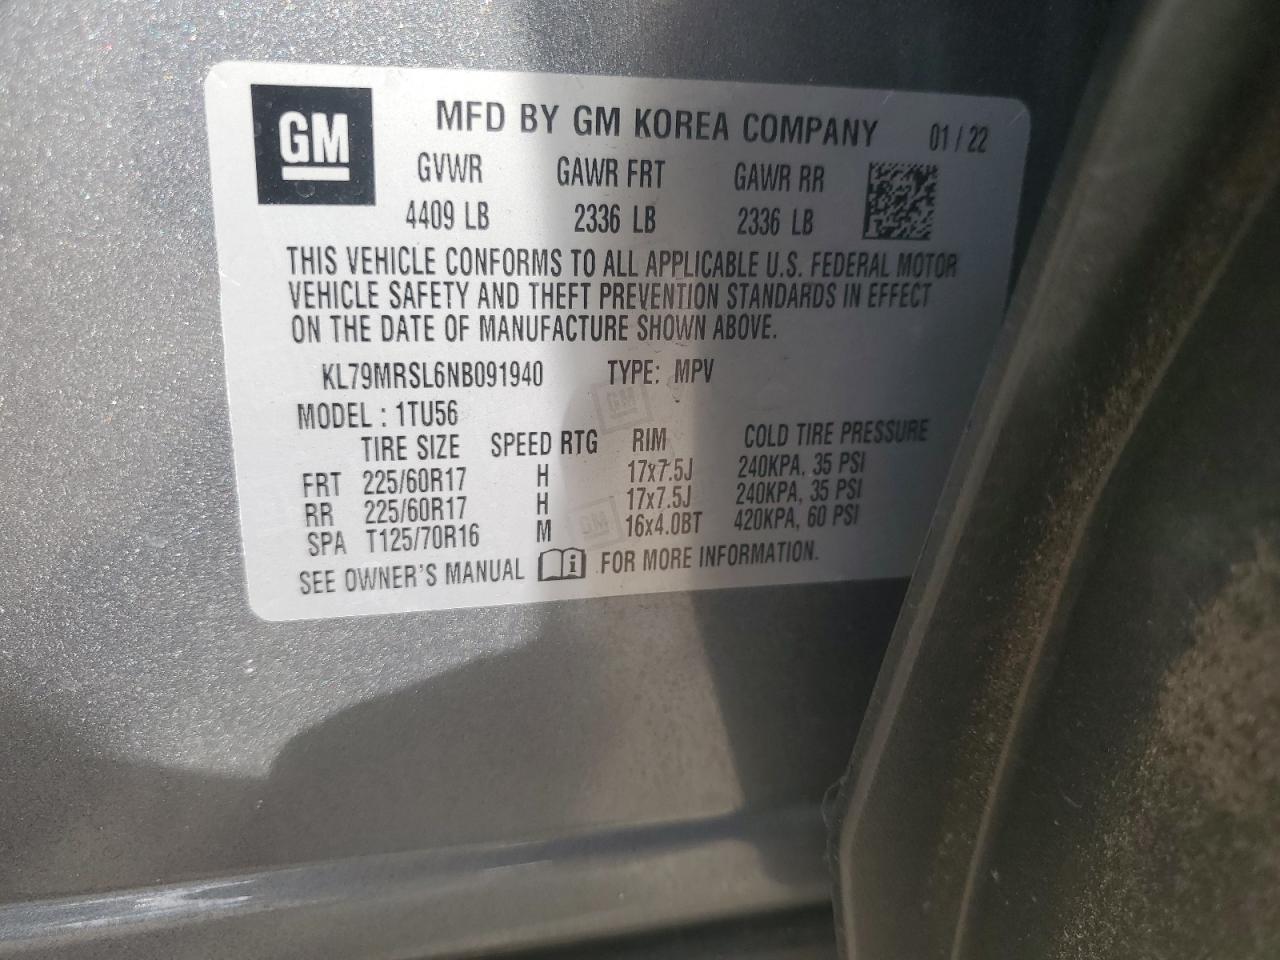 GM
MFD BY GM KOREA COMPANY 01/22
GVWR GAWR FRT GAWR RR
4409 LB 2336 LB 2336 LB
THIS VEHICLE CONFORMS TO ALL APPLICABLE U.S. FEDERAL MOTOR
VEHICLE SAFETY AND THEFT PREVENTION STANDARDS IN EFFECT
ON THE DATE OF MANUFACTURE SHOWN ABOVE.
KL79MRSL6NB091940 TYPE: MPV
MODEL : 1TU56
TIRE SIZE SPEED RTG RIM COLD TIRE PRESSURE
FRT 225/60R17 H 17x7.5J 240KPA, 35 PSI
RR 225/60R17 H 17x7.5J 240KPA, 35 PSI
SPA T125/70R16 M 16x4.0BT 420KPA, 60 PSI
SEE OWNER'S MANUAL i FOR MORE INFORMATION.
GM
GM